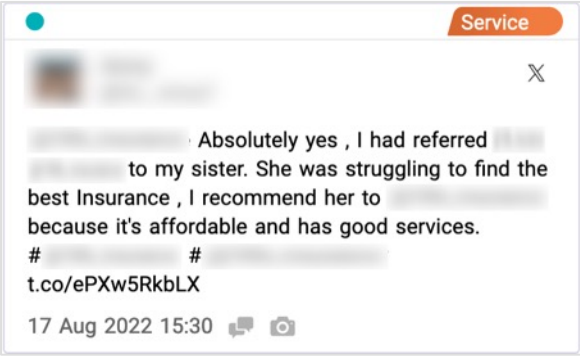 Service
Absolutely yes , I had referred
to my sister. She was struggling to find the
best Insurance , I recommend her to
because it's affordable and has good services.
# #
t.co/ePXw5RkbLX
17 Aug 2022 15:30